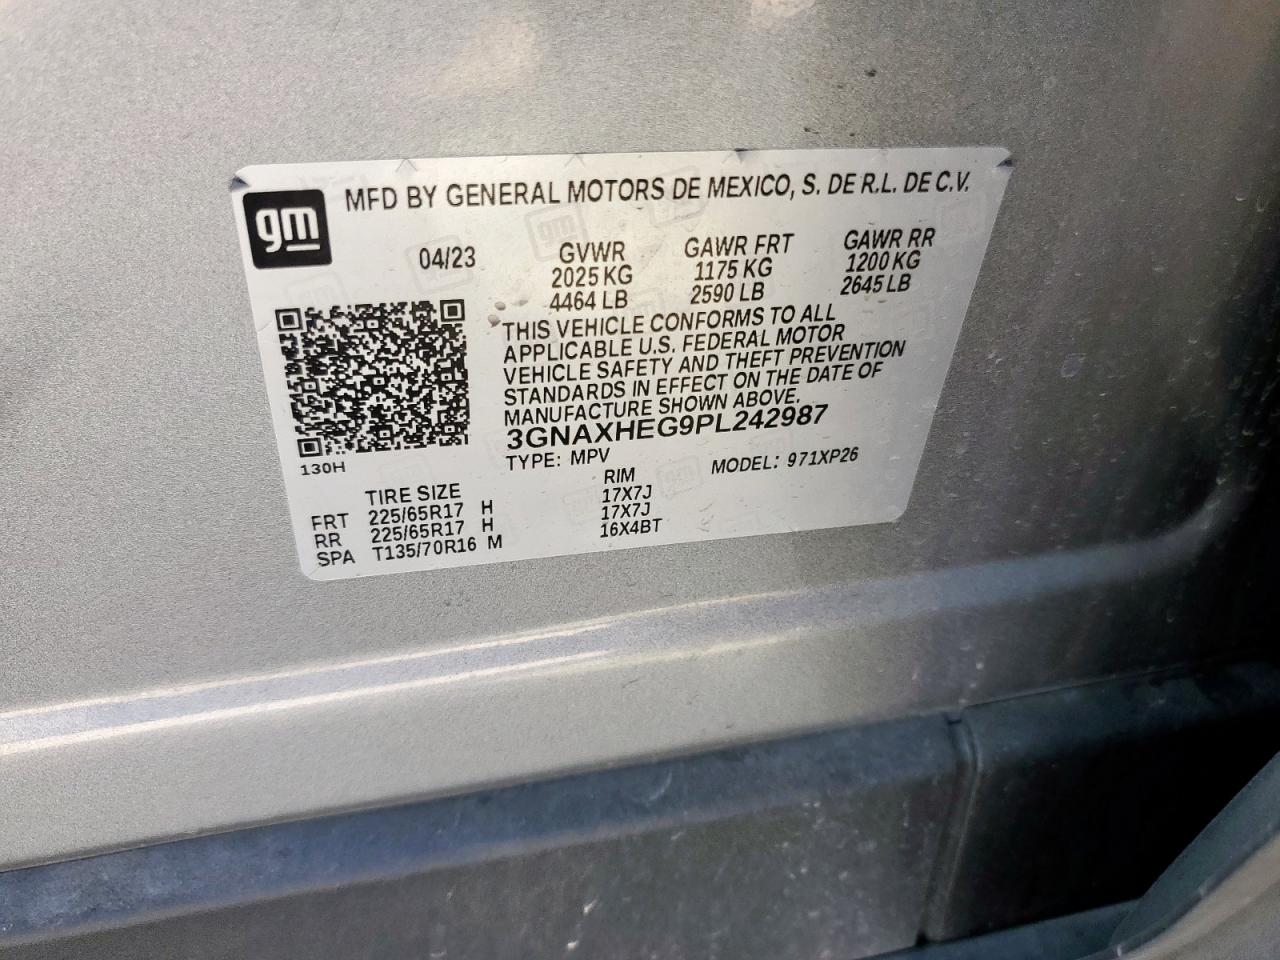 gm
MFD BY GENERAL MOTORS DE MEXICO, S. DE R.L. DE C.V.
04/23
GVWR GAWR FRT GAWR RR
2025 KG 1175 KG 1200 KG
4464 LB 2590 LB 2645 LB
THIS VEHICLE CONFORMS TO ALL
APPLICABLE U.S. FEDERAL MOTOR
VEHICLE SAFETY AND THEFT PREVENTION
STANDARDS IN EFFECT ON THE DATE OF
MANUFACTURE SHOWN ABOVE.
3GNAXHEG9PL242987
130H
TYPE: MPV MODEL: 971XP26
TIRE SIZE RIM
FRT 225/65R17 H 17X7J
RR 225/65R17 H 17X7J
SPA T135/70R16 M 16X4BT